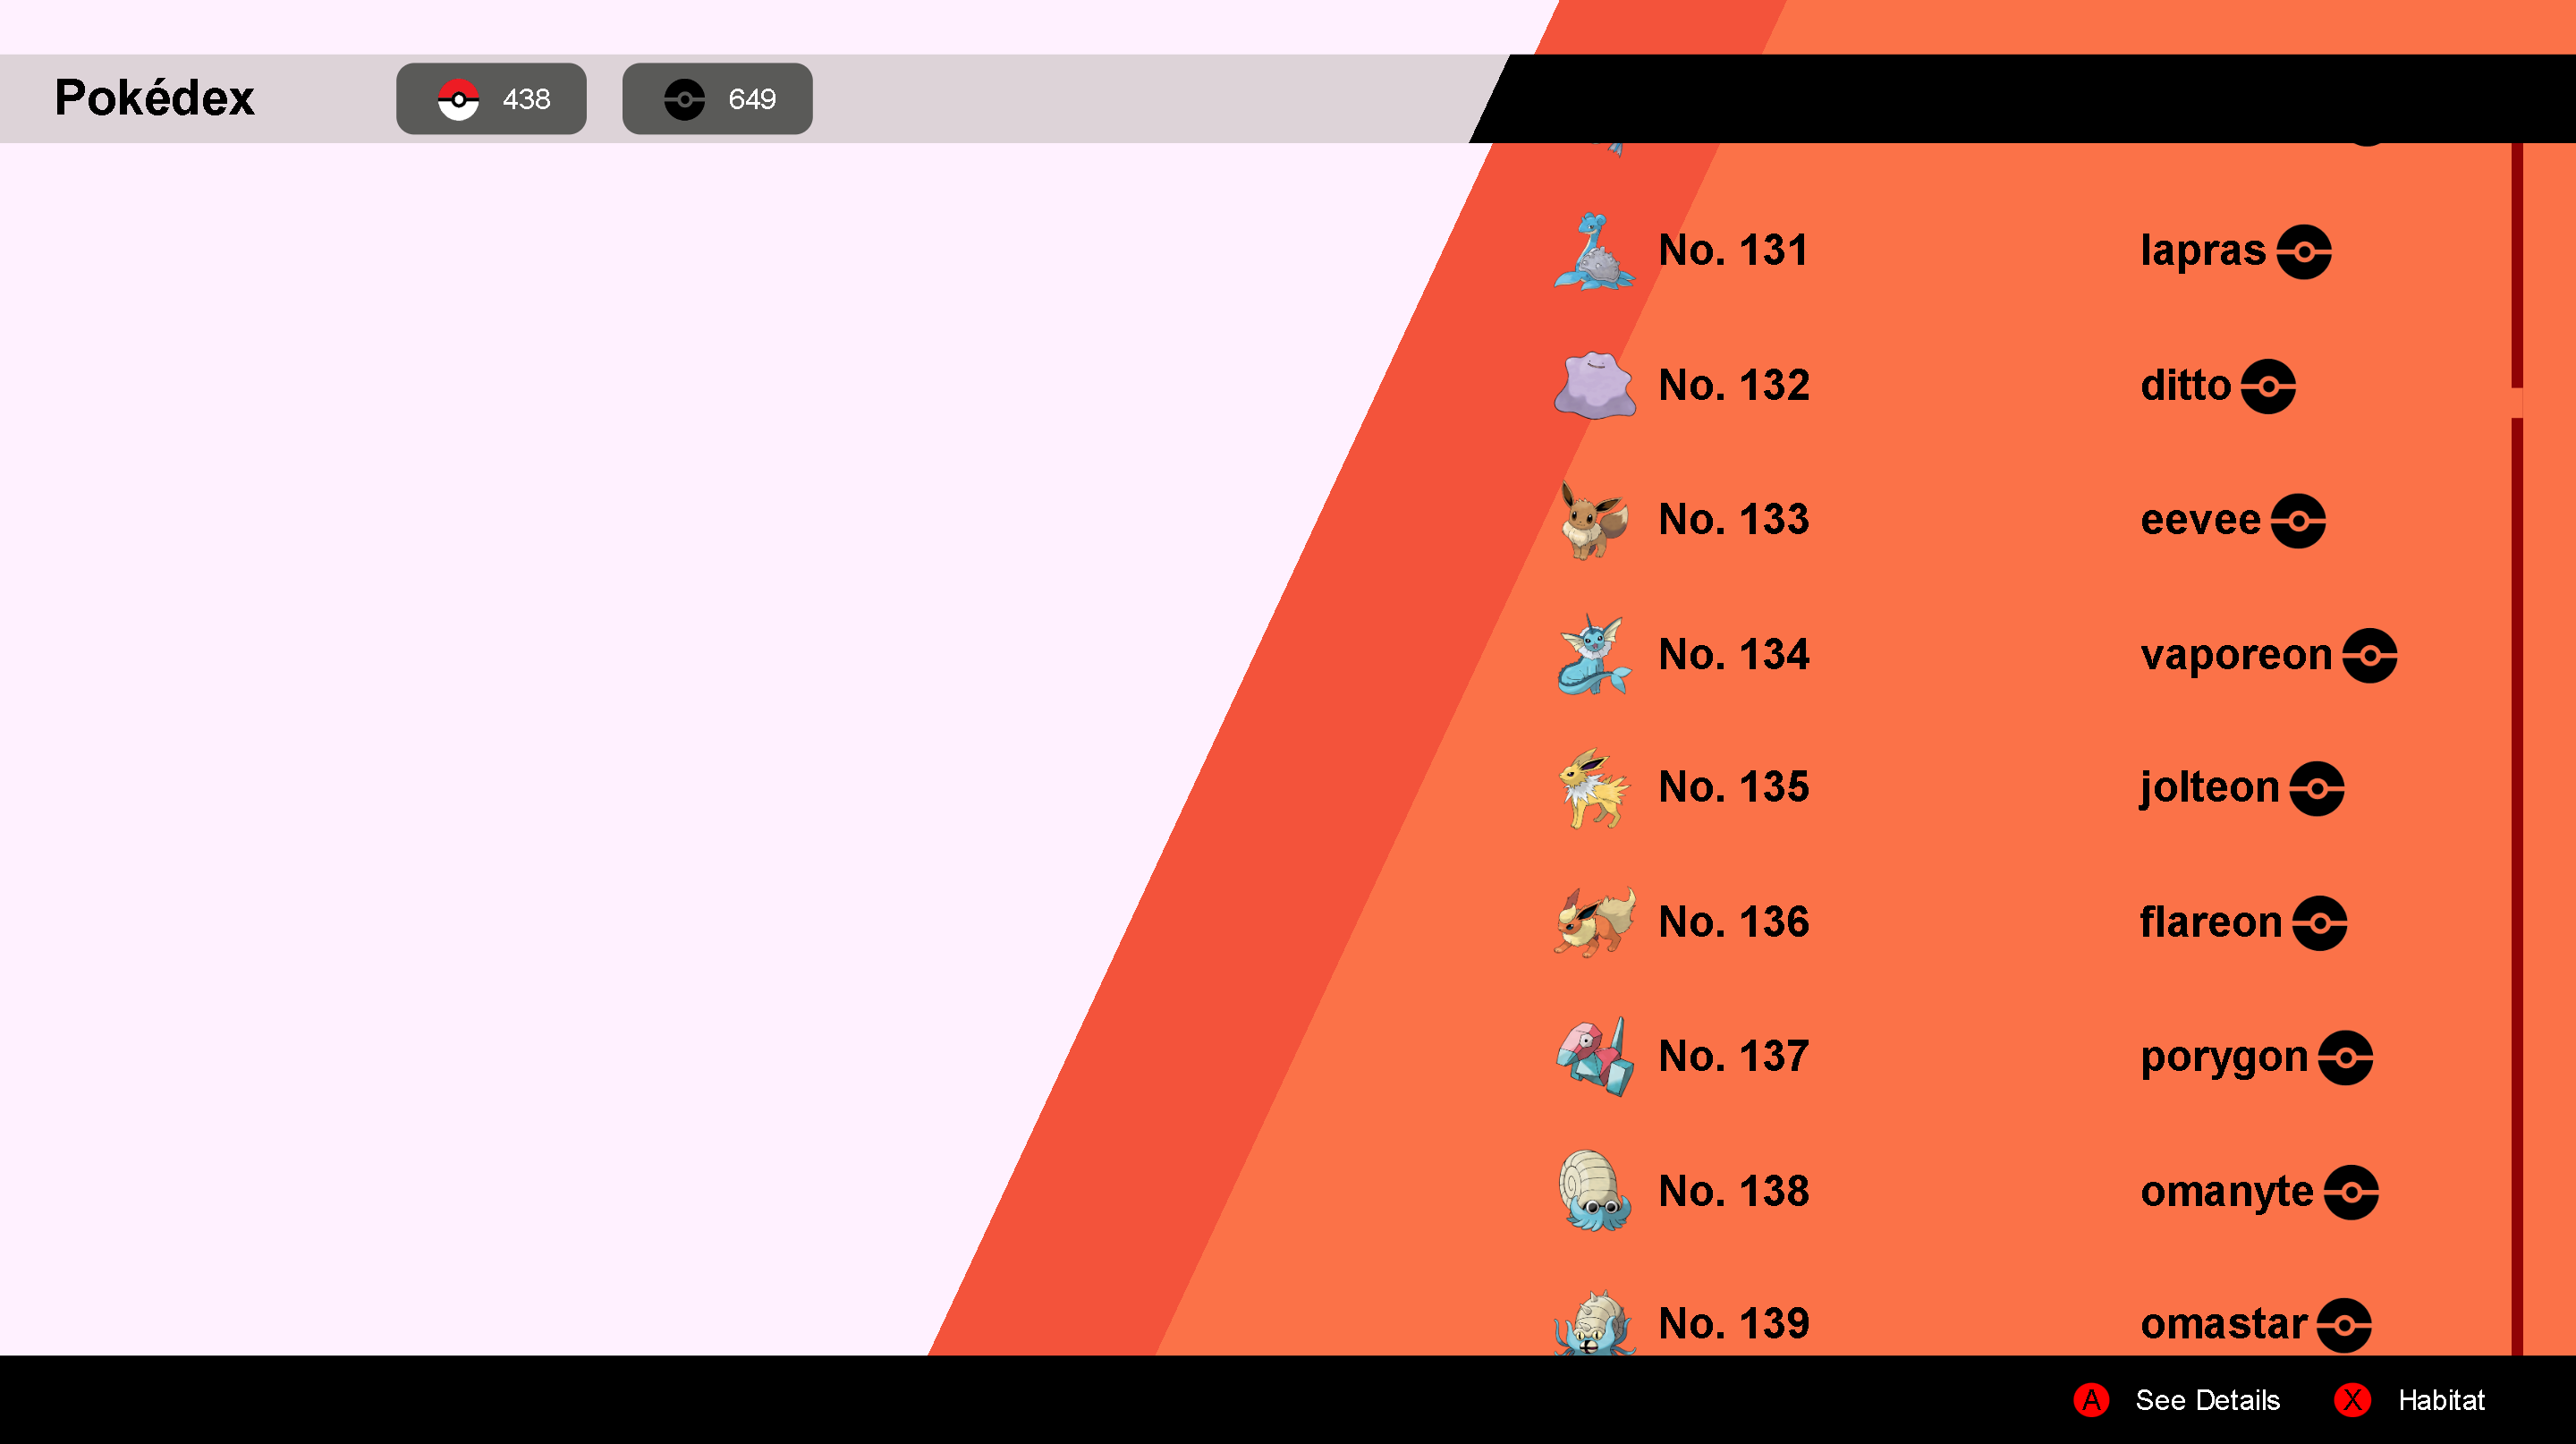 Pokédex 438 649
No. 131 lapras
No. 132 ditto
No. 133 eevee
No. 134 vaporeon
No. 135 jolteon
No. 136 flareon
No. 137 porygon
No. 138 omanyte
No. 139 omastar
A See Details X Habitat